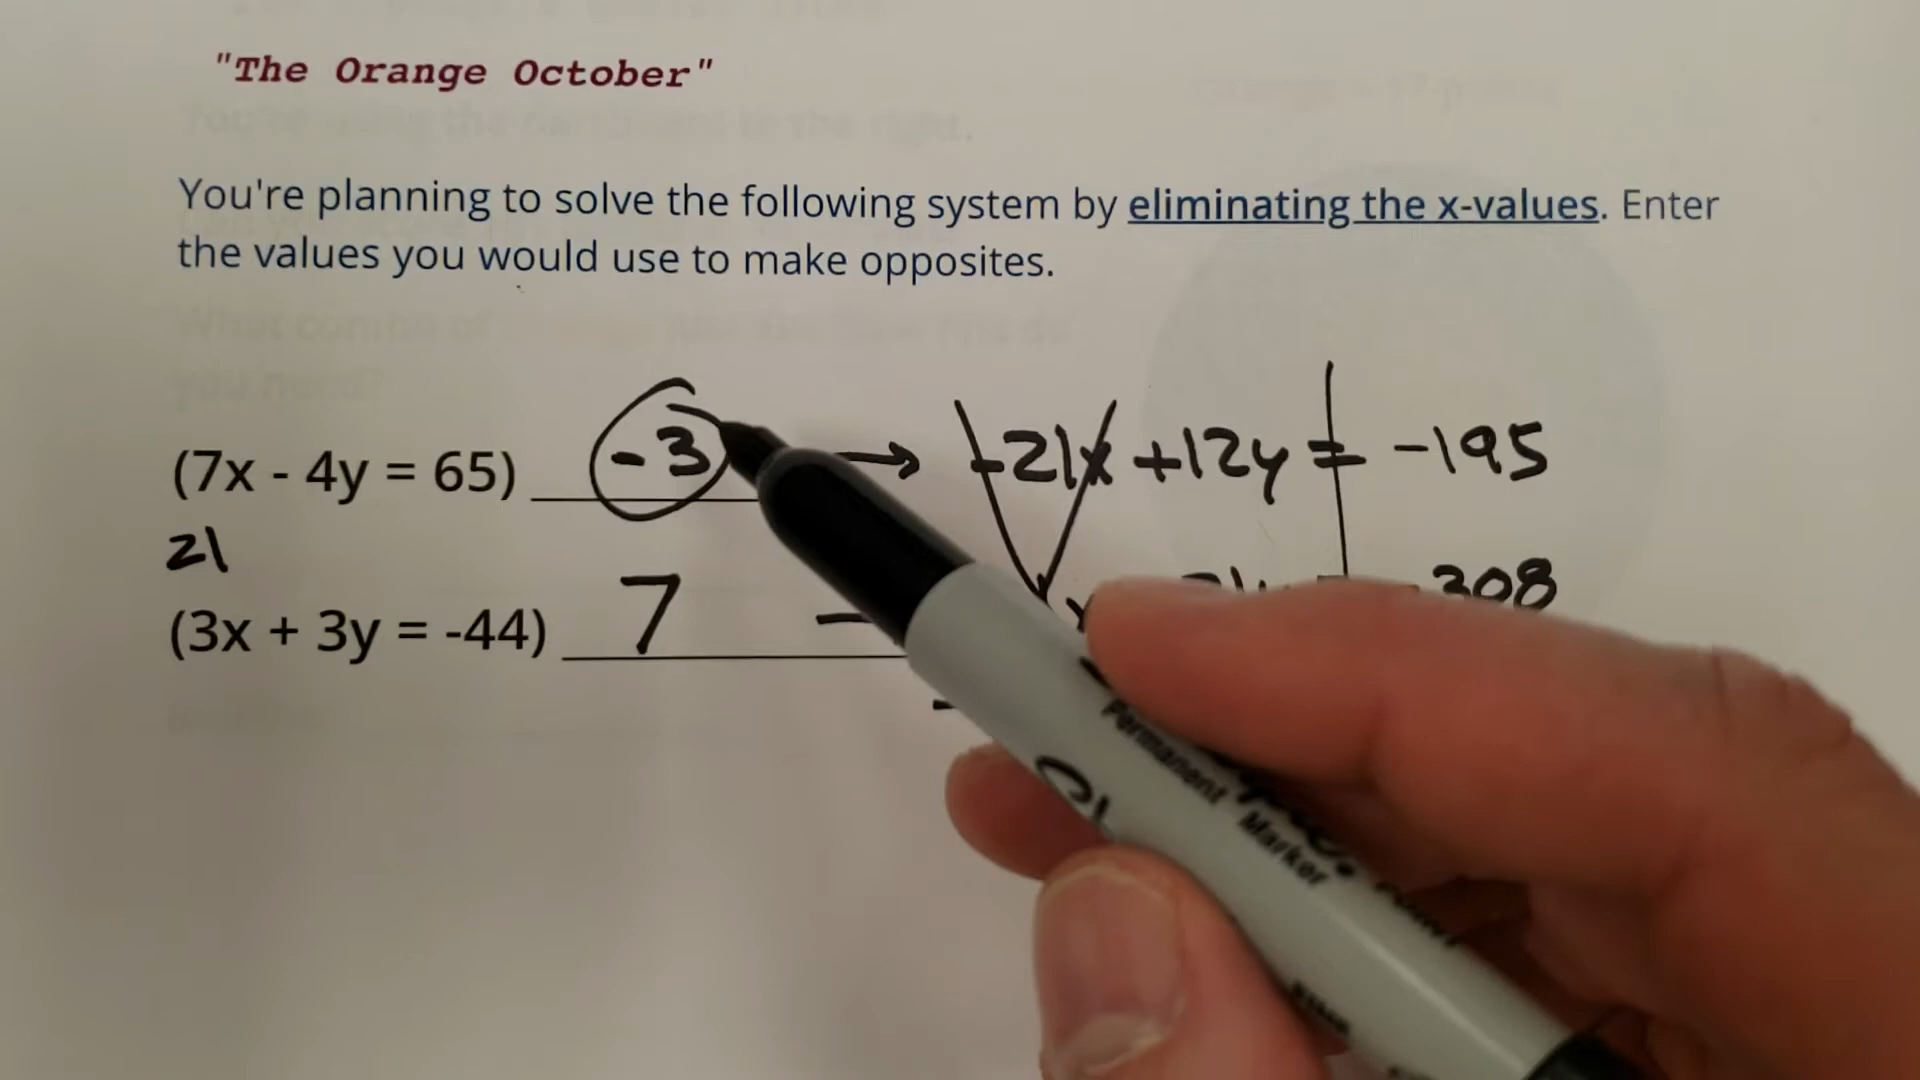 "The Orange October"
You're planning to solve the following system by eliminating the x-values. Enter
the values you would use to make opposites.
(7x - 4y = 65) -3 → -21x +12y = -195
21
(3x + 3y = -44) 7 308
Permanent
Marker